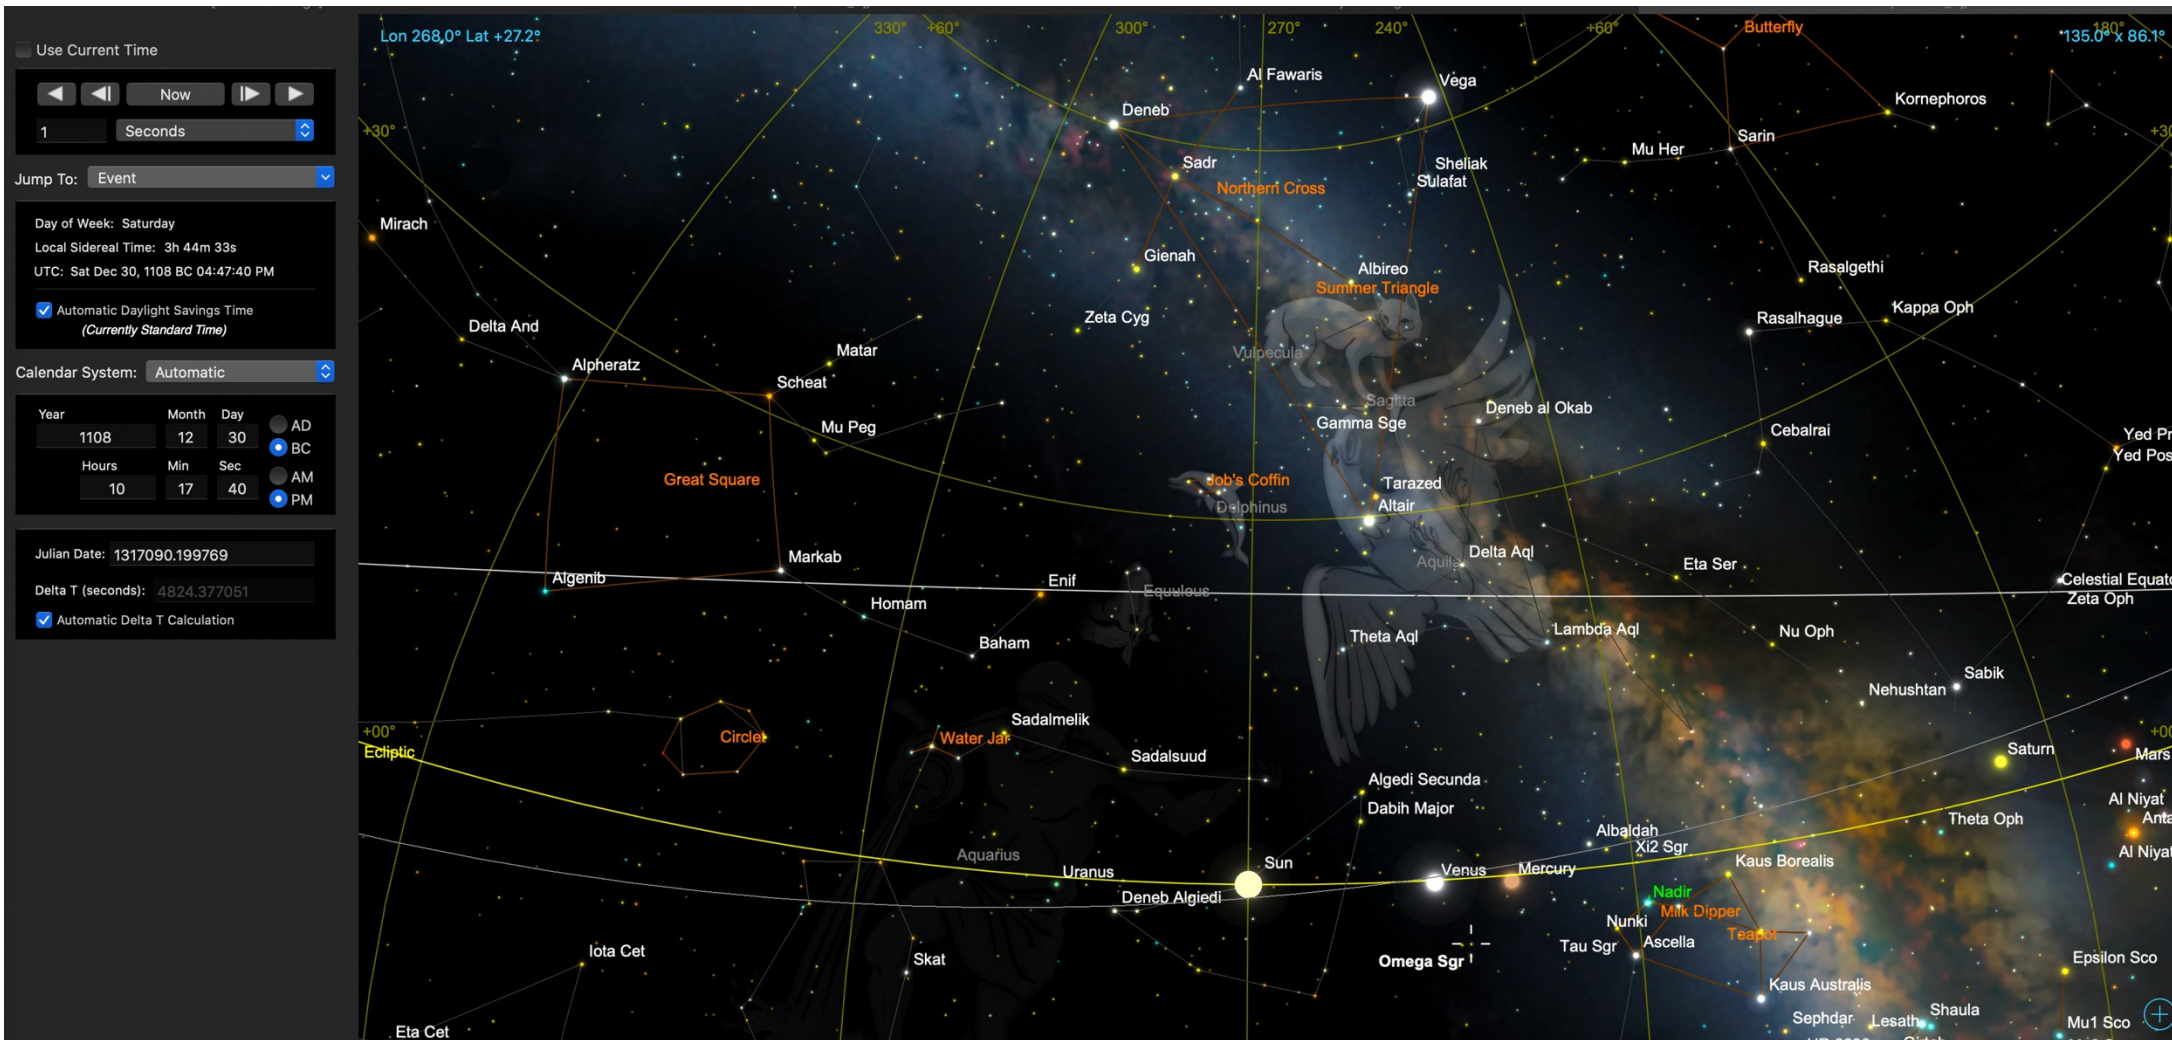 Use Current Time
Now
1
Seconds
Jump To:
Event
Day of Week: Saturday
Local Sidereal Time: 3h 44m 33s
UTC: Sat Dec 30, 1108 BC 04:47:40 PM
Automatic Daylight Savings Time
(Currently Standard Time)
Calendar System:
Automatic
Year Month Day
1108 12 30
AD
BC
Hours Min Sec
10 17 40
AM
PM
Julian Date: 1317090.199769
Delta T (seconds): 4824.377051
Automatic Delta T Calculation
Lon 268.0° Lat +27.2°
330°
+60°
300°
270°
240°
+60°
Butterfly
180°
135.0° x 86.1°
Al Fawaris
Vega
Deneb
Kornephoros
+30°
+30
Sarin
Mu Her
Sadr
Sheliak
Sulafat
Northern Cross
Mirach
Gienah
Albireo
Rasalgethi
Summer Triangle
Zeta Cyg
Rasalhague
Kappa Oph
Delta And
Vulpecula
Matar
Alpheratz
Scheat
Sagitta
Deneb al Okab
Gamma Sge
Mu Peg
Cebalrai
Yed Pr
Yed Pos
Great Square
Job's Coffin
Tarazed
Altair
Delphinus
Delta Aql
Aquila
Markab
Eta Ser
Algenib
Enif
Equuleus
Celestial Equato
Zeta Oph
Homam
Theta Aql
Lambda Aql
Nu Oph
Baham
Sabik
Nehushtan
Sadalmelik
+00°
+00
Circlet
Water Jar
Ecliptic
Sadalsuud
Saturn
Mars
Algedi Secunda
Dabih Major
Al Niyat
Anta
Theta Oph
Albaldah
Xi2 Sgr
Al Niyat
Aquarius
Sun
Kaus Borealis
Uranus
Venus
Mercury
Deneb Algiedi
Nadir
Milk Dipper
Nunki
Teapot
Tau Sgr
Ascella
Iota Cet
Skat
Omega Sgr
Epsilon Sco
Kaus Australis
Shaula
Sephdar
Lesath
Mu1 Sco
Eta Cet